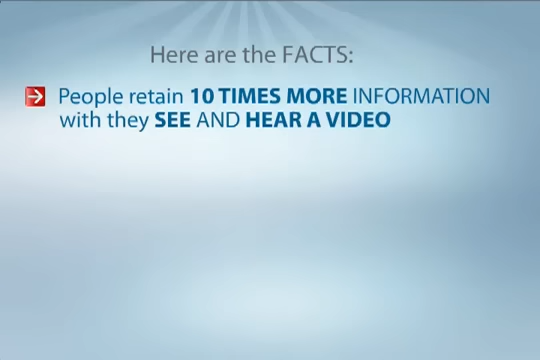 Here are the FACTS:
People retain 10 TIMES MORE INFORMATION
with they SEE AND HEAR A VIDEO